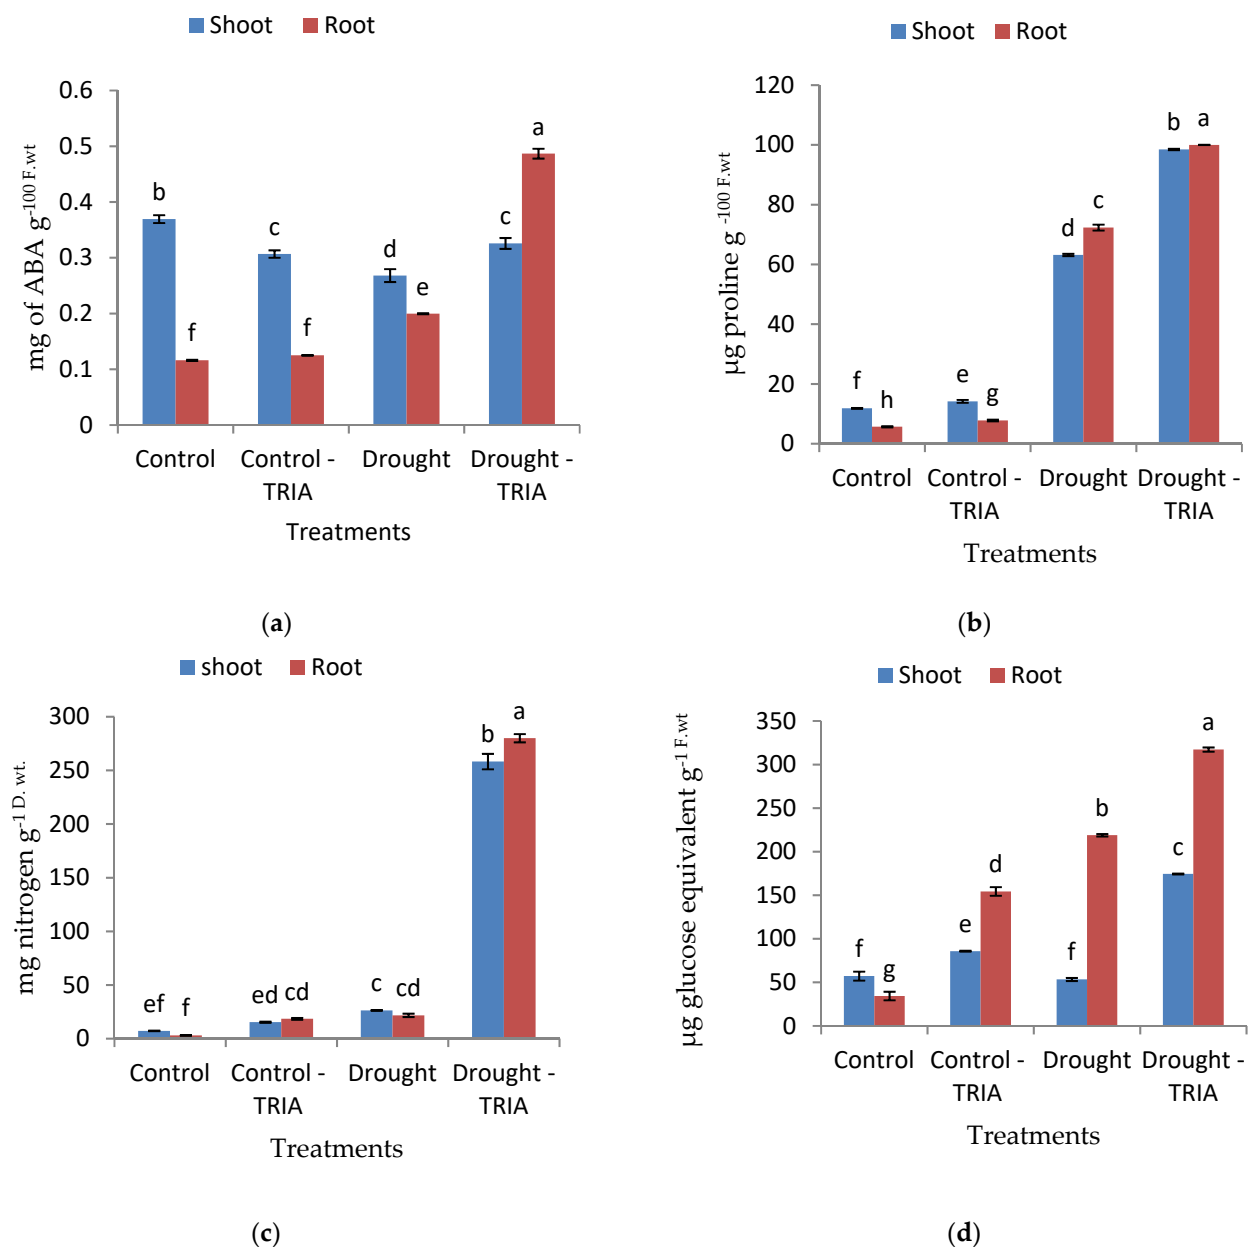 Shoot Root
mg of ABA g-100 F.wt
0.6
0.5
0.4
0.3
0.2
0.1
0
b
f
c
f
d
e
c
a
Control
Control - TRIA
Drought
Drought - TRIA
Treatments
(a)
Shoot Root
µg proline g -100 F.wt
120
100
80
60
40
20
0
f
h
e
g
d
c
b
a
Control
Control - TRIA
Drought
Drought - TRIA
Treatments
(b)
shoot Root
mg nitrogen g-1 D. wt.
300
250
200
150
100
50
0
ef
f
ed
cd
c
cd
b
a
Control
Control - TRIA
Drought
Drought - TRIA
Treatments
(c)
Shoot Root
µg glucose equivalent g-1 F.wt
350
300
250
200
150
100
50
0
f
g
e
d
f
b
c
a
Control
Control - TRIA
Drought
Drought - TRIA
Treatments
(d)